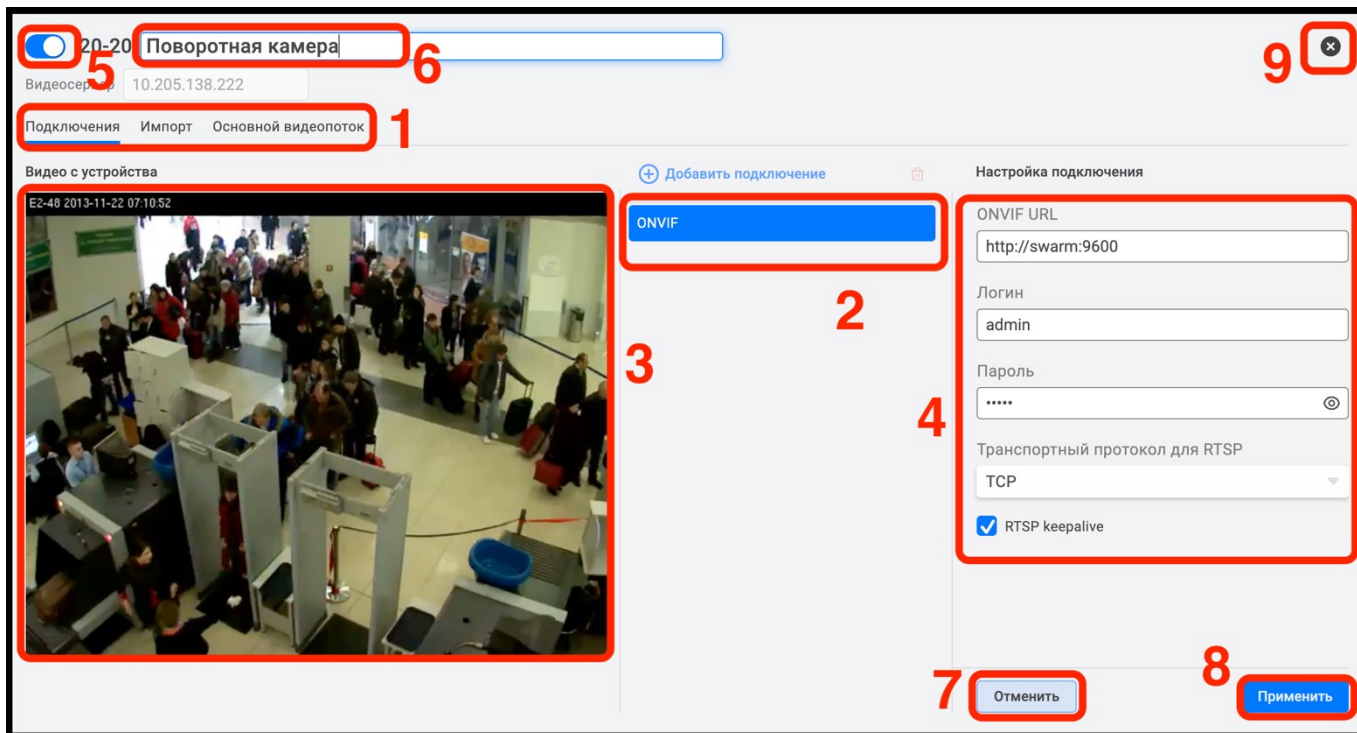 20-20 Поворотная камера
6
9
5
Видеосервер 10.205.138.222
Подключения Импорт Основной видеопоток
1
Видео с устройства
Добавить подключение
Настройка подключения
E2-48 2013-11-22 07:10:52
ONVIF
2
3
ONVIF URL
http://swarm:9600
Логин
admin
Пароль
•••••
4
Транспортный протокол для RTSP
TCP
RTSP keepalive
7
Отменить
8
Применить